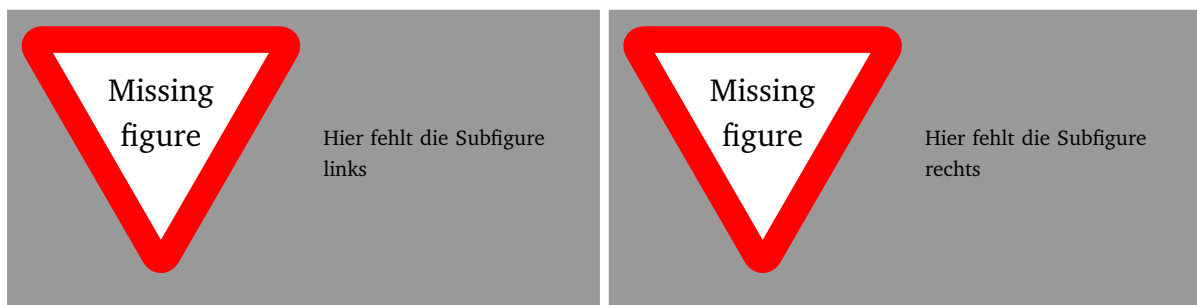 Missing
figure
Hier fehlt die Subfigure
links
Missing
figure
Hier fehlt die Subfigure
rechts